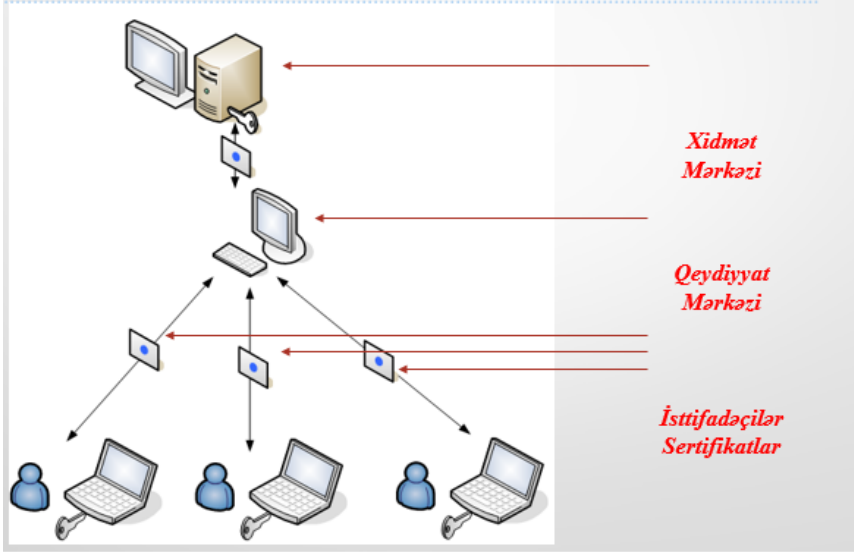 Xidmət
Mərkəzi
Qeydiyyat
Mərkəzi
İsttifadəçilər
Sertifikatlar